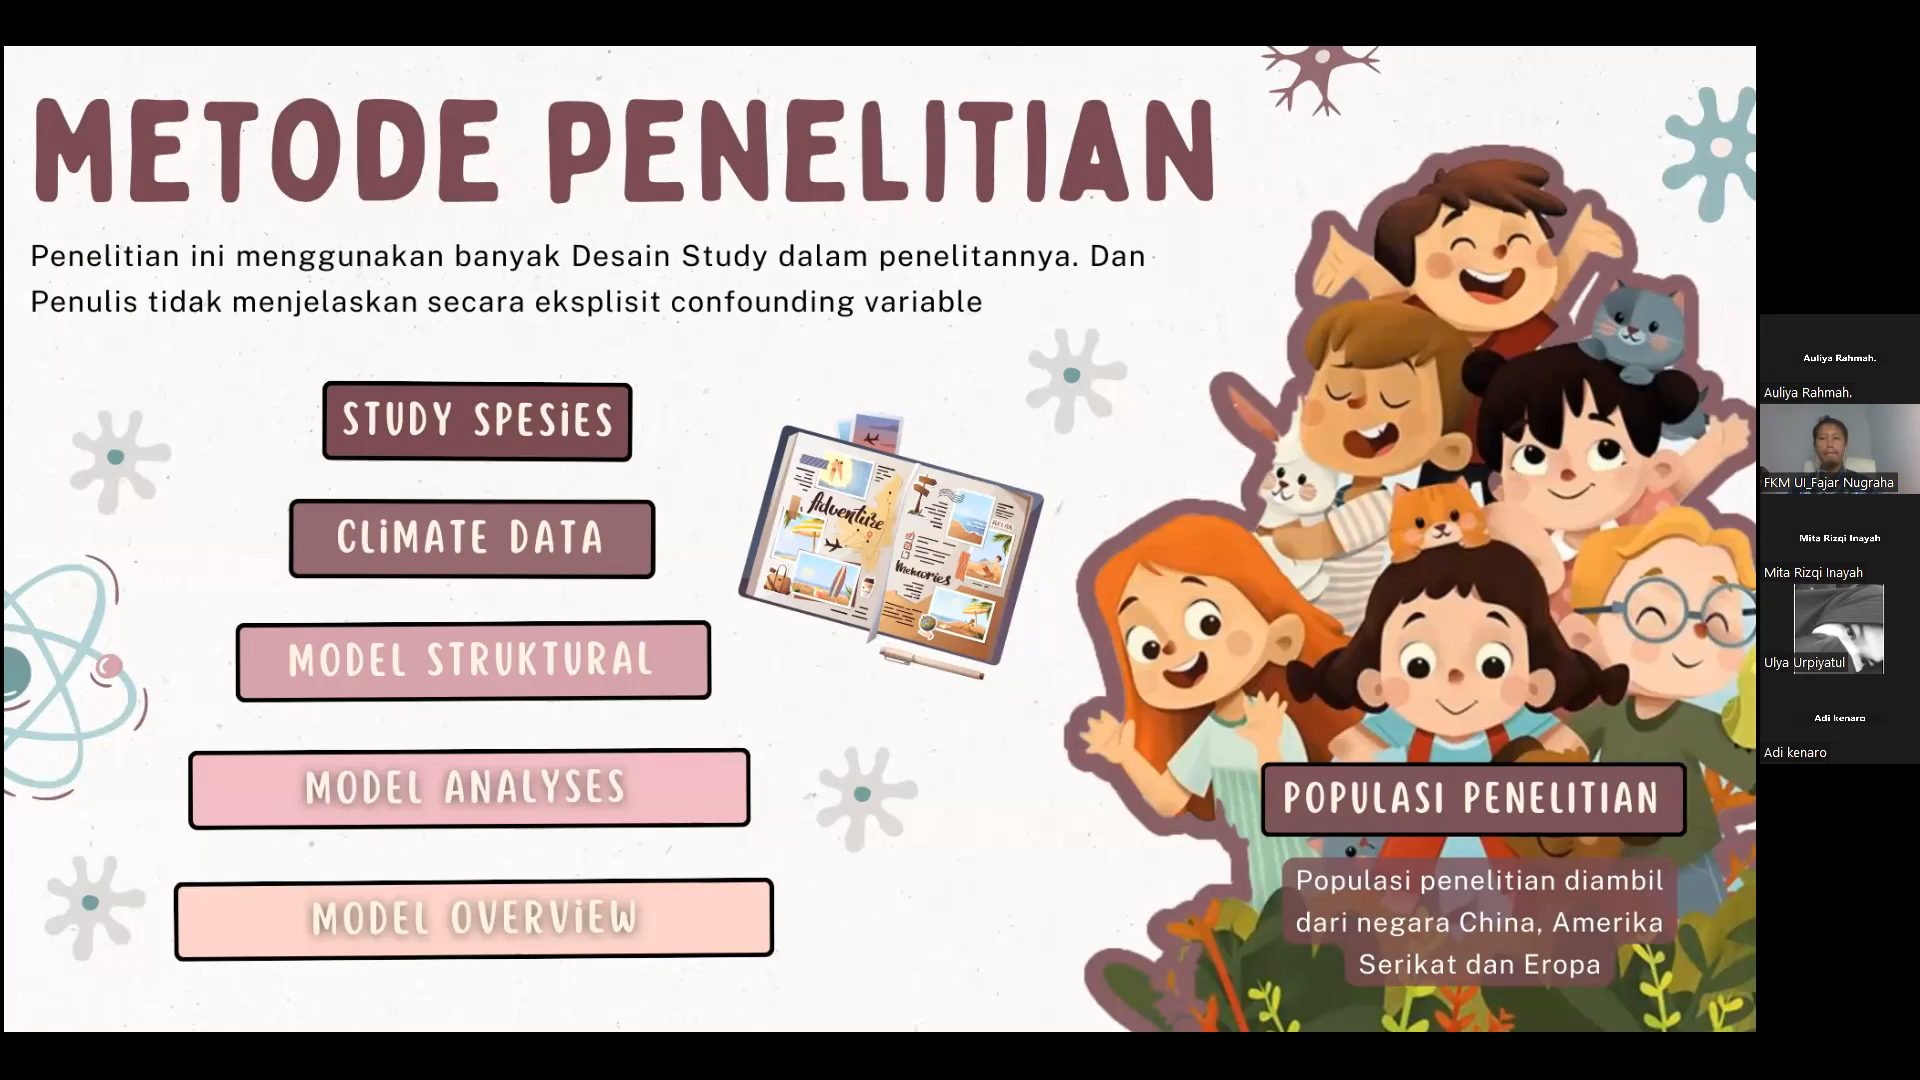 METODE PENELITIAN
Penelitian ini menggunakan banyak Desain Study dalam penelitannya. Dan
Penulis tidak menjelaskan secara eksplisit confounding variable
STUDY SPESiES
CLiMATE DATA
MODEL STRUKTURAL
MODEL ANALYSES
MODEL OVERViEW
Adventure
Memories
POPULASI PENELITIAN
Populasi penelitian diambil
dari negara China, Amerika
Serikat dan Eropa
Auliya Rahmah.
Auliya Rahmah.
FKM UI_Fajar Nugraha
Mita Rizqi Inayah
Mita Rizqi Inayah
Ulya Urpiyatul
Adi kenaro
Adi kenaro